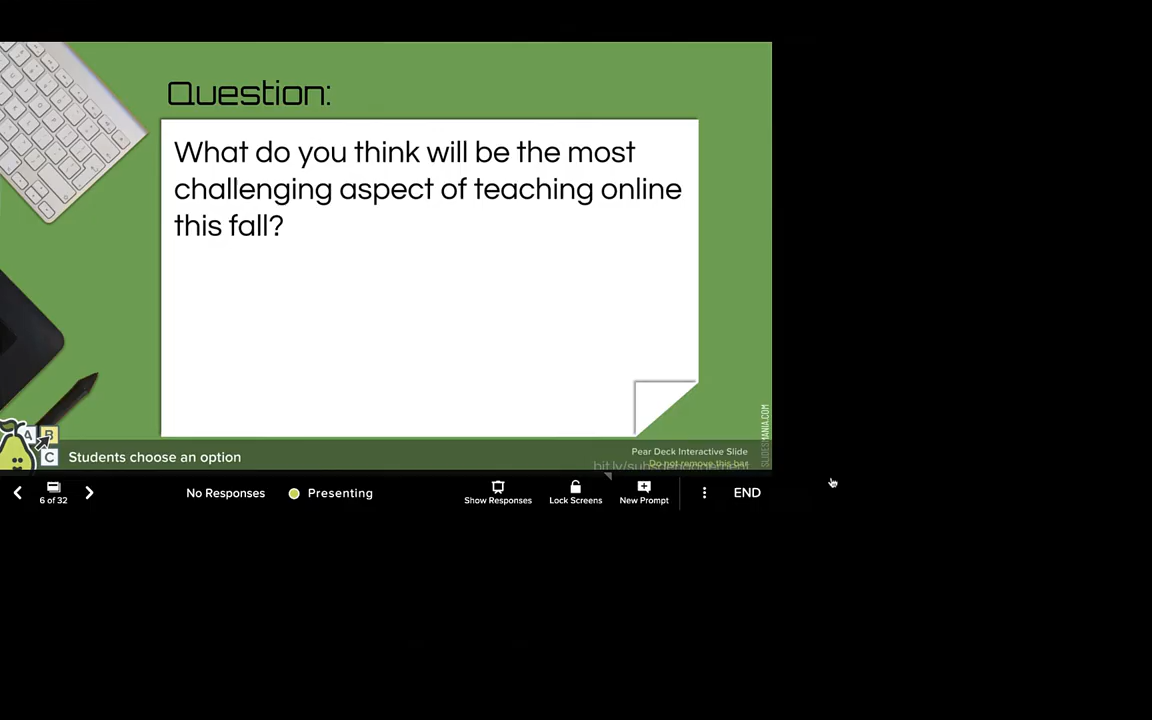 Question:
What do you think will be the most
challenging aspect of teaching online
this fall?
SLIDESMANIA.COM
A B
C
Students choose an option
Pear Deck Interactive Slide
Do not remove this bar
6 of 32
No Responses
Presenting
Show Responses
Lock Screens
New Prompt
END